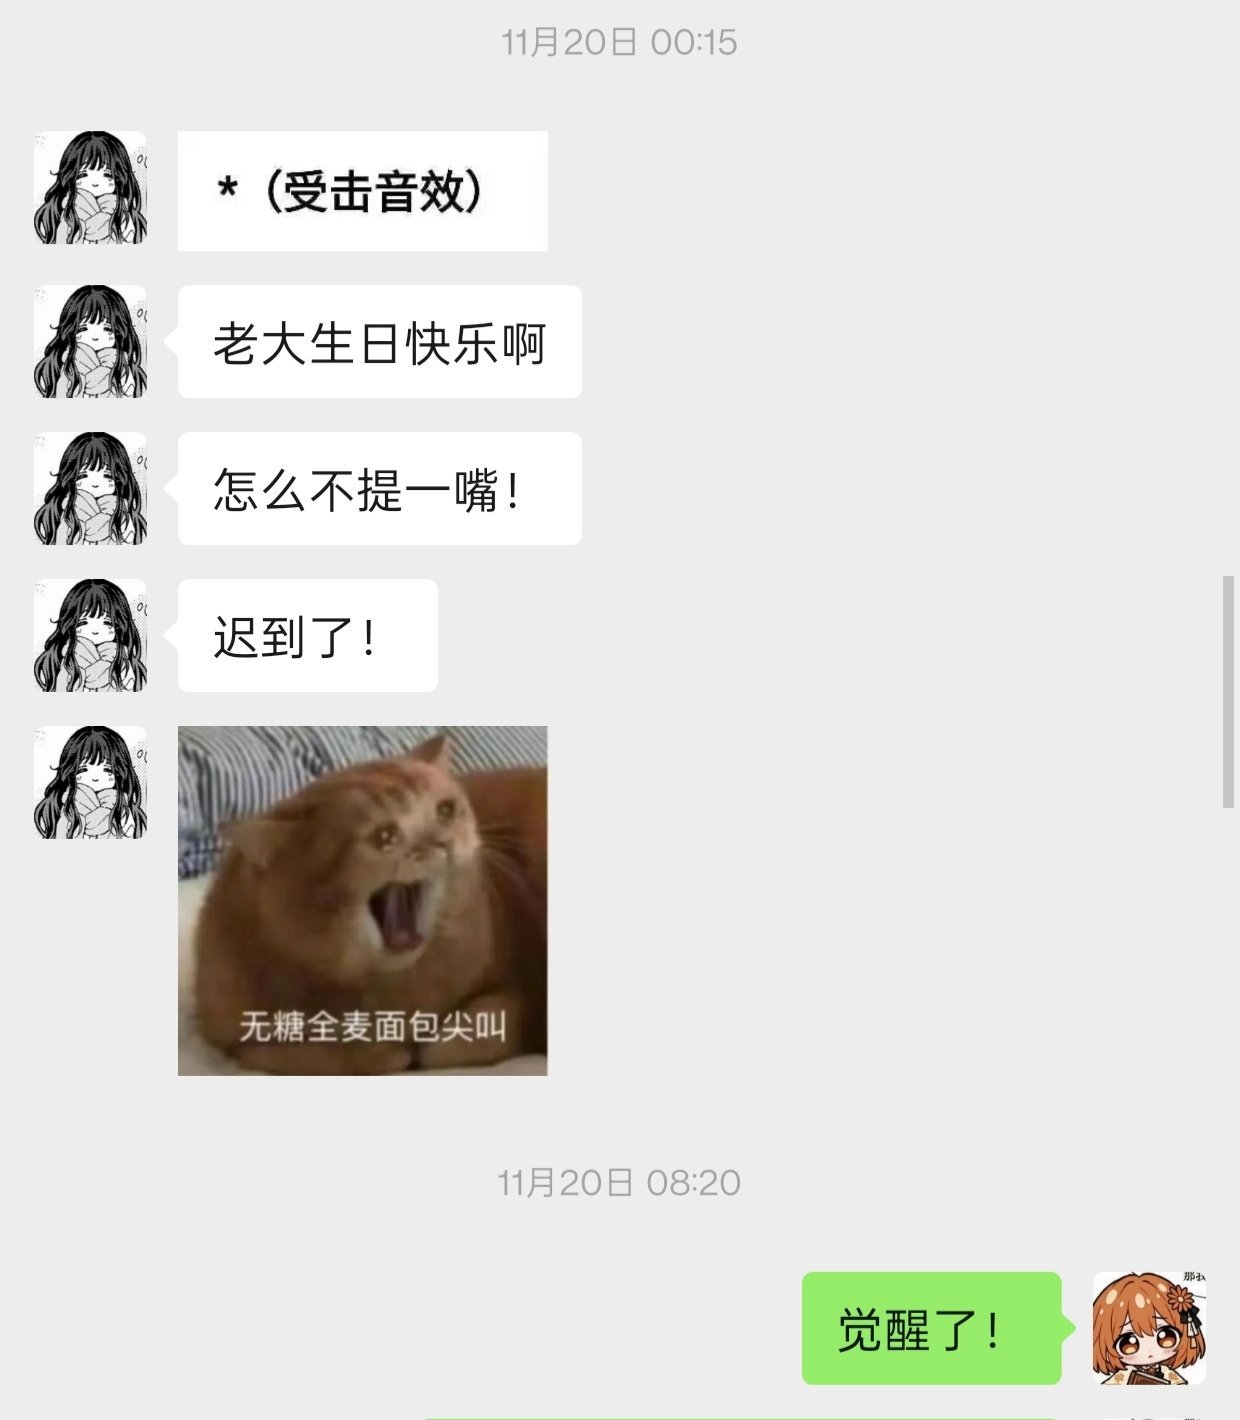 11月20日 00:15
*（受击音效）
老大生日快乐啊
怎么不提一嘴！
迟到了！
无糖全麦面包尖叫
11月20日 08:20
那我
觉醒了！